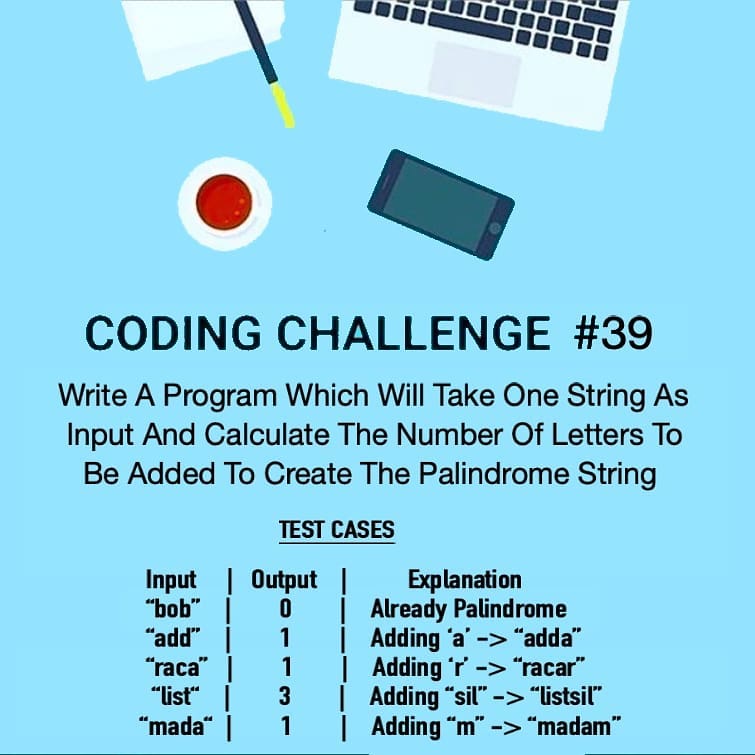 CODING CHALLENGE #39
Write A Program Which Will Take One String As
Input And Calculate The Number Of Letters To
Be Added To Create The Palindrome String
TEST CASES
Input | Output | Explanation
“bob” | 0 | Already Palindrome
“add” | 1 | Adding ‘a’ -> “adda”
“raca” | 1 | Adding ‘r’ -> “racar”
“list“ | 3 | Adding “sil” -> “listsil”
“mada“ | 1 | Adding “m” -> “madam”